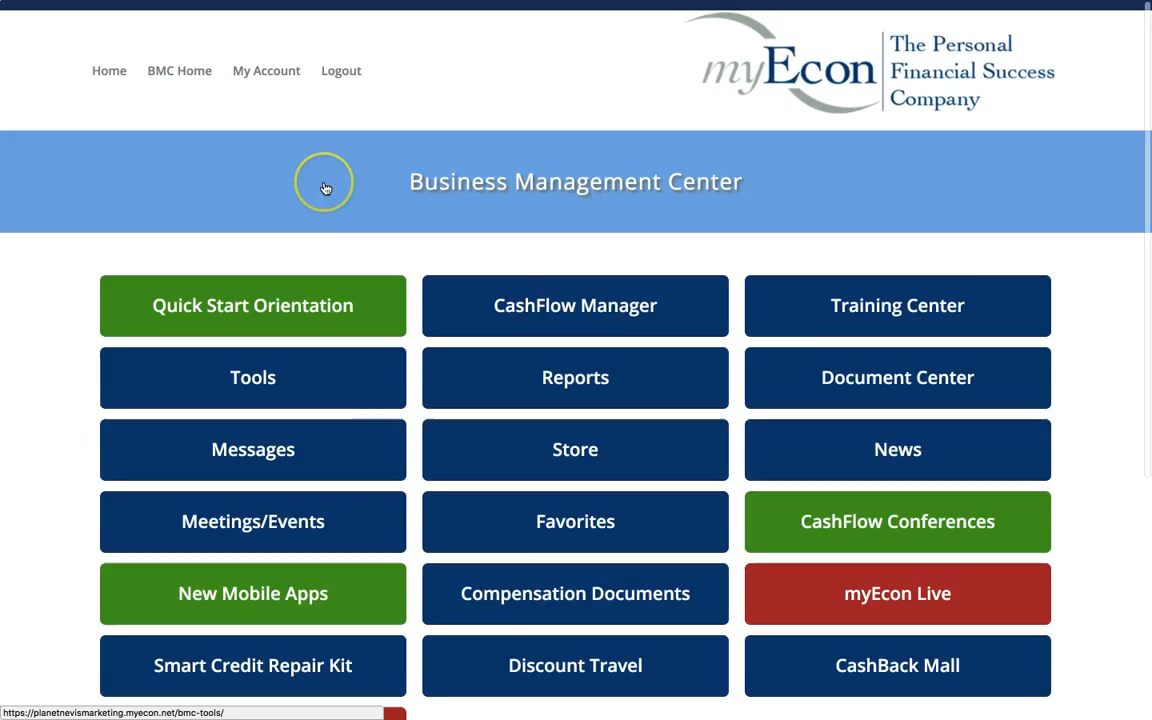 Home BMC Home My Account Logout
myEcon
The Personal
Financial Success
Company
Business Management Center
Quick Start Orientation CashFlow Manager Training Center
Tools Reports Document Center
Messages Store News
Meetings/Events Favorites CashFlow Conferences
New Mobile Apps Compensation Documents myEcon Live
Smart Credit Repair Kit Discount Travel CashBack Mall
https://planetnevismarketing.myecon.net/bmc-tools/